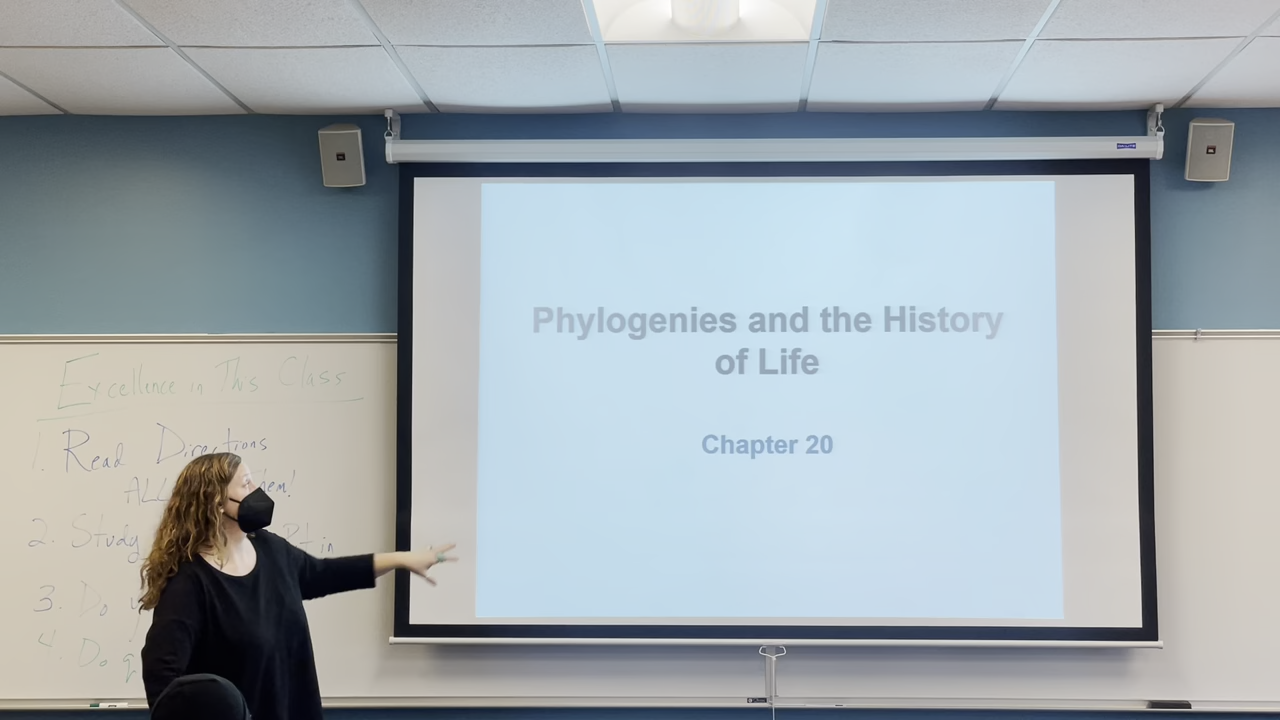 Phylogenies and the History
of Life
Chapter 20
Excellence in This Class
1. Read Directions
ALL
2. Study
3. Do
4 Do